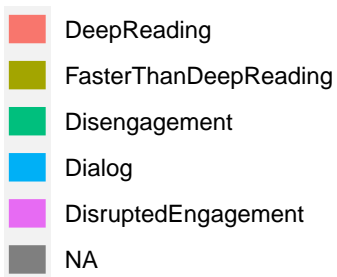 DeepReading
FasterThanDeepReading
Disengagement
Dialog
DisruptedEngagement
NA